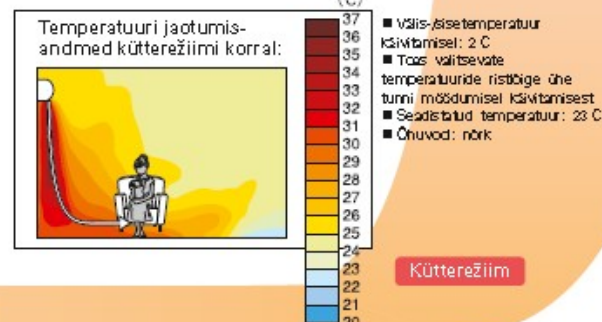 Temperatuuri jaotumis-
andmed kütterežiimi korral:
(C)
37
36
35
34
33
32
31
30
29
28
27
26
25
24
23
22
21
20
■ Välis-/sisetemperatuur
käivitamisel: 2 C
■ Toas valitsevate
temperatuuride ristlõige ühe
tunni möödumisel käivitamisest
■ Seadistatud temperatuur: 23 C
■ Õhuvool: nõrk
Kütterežiim